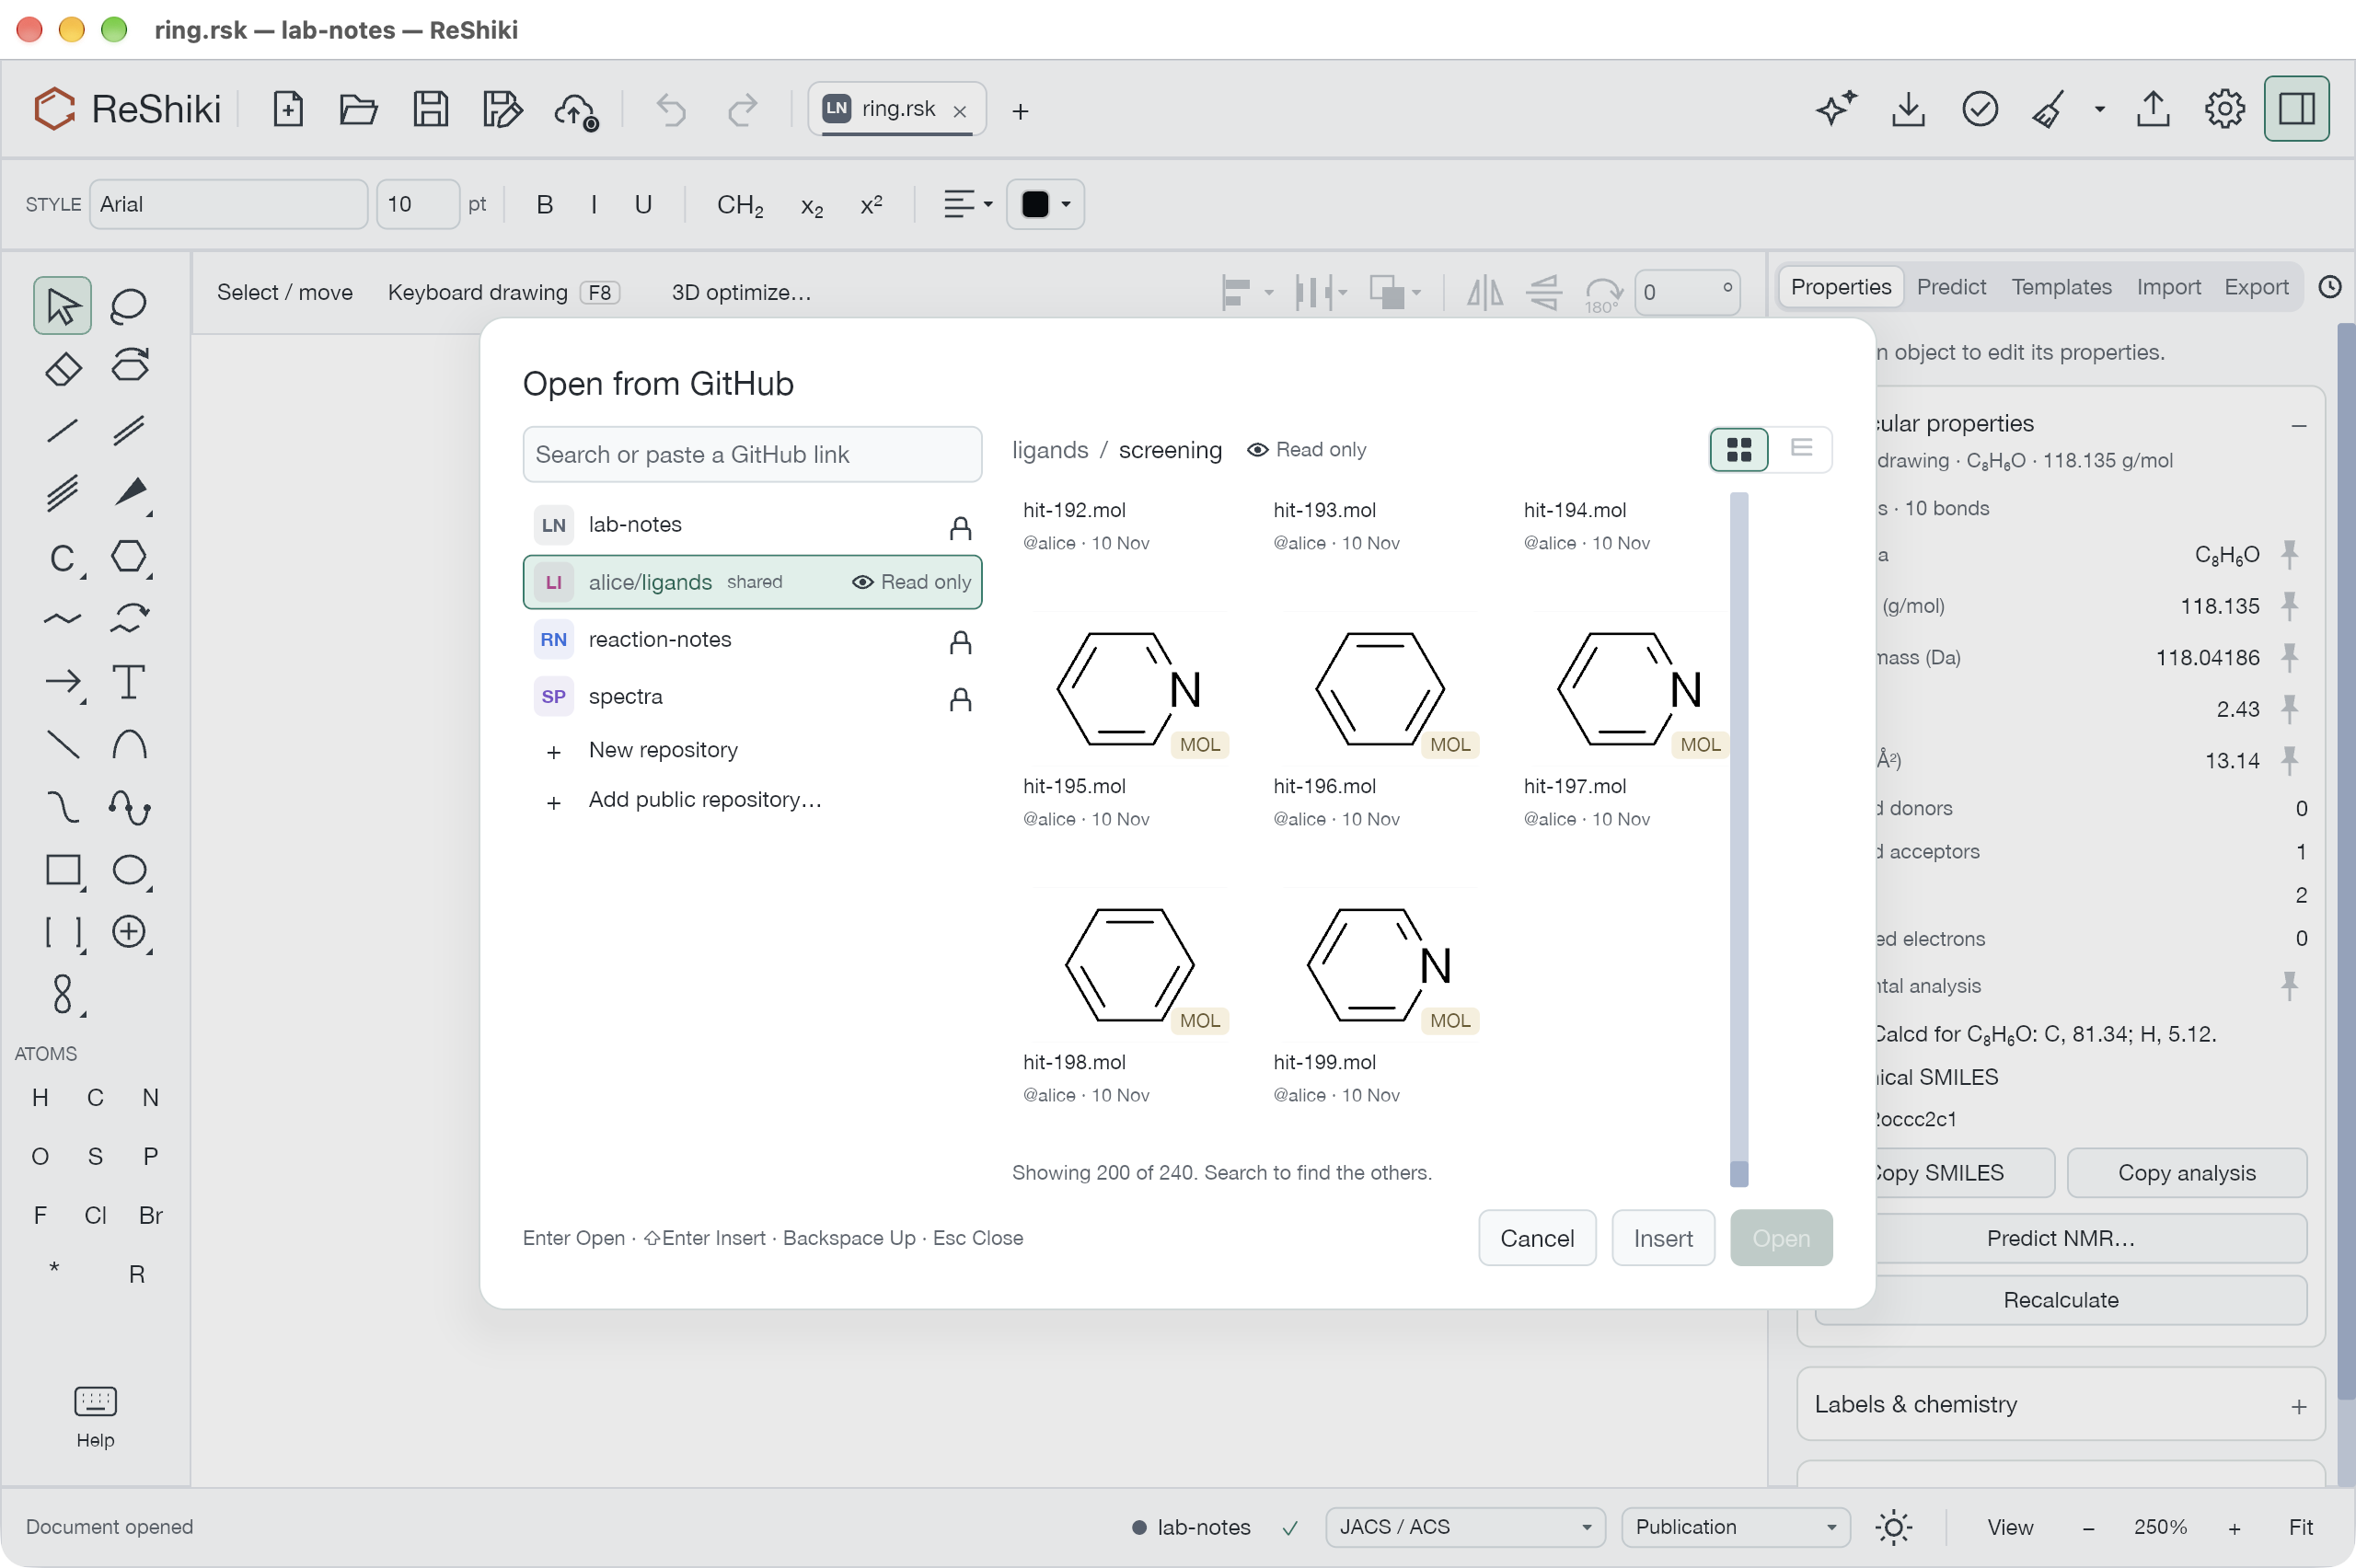 ring.rsk — lab-notes — ReShiki
ReShiki
LN ring.rsk × +
STYLE Arial 10 pt B I U CH₂ x₂ x²
Select / move Keyboard drawing F8 3D optimize... 180° 0 °
Properties Predict Templates Import Export
n object to edit its properties.
Open from GitHub
Search or paste a GitHub link
LN lab-notes
LI alice/ligands shared Read only
RN reaction-notes
SP spectra
+ New repository
+ Add public repository...
ligands / screening Read only
hit-192.mol hit-193.mol hit-194.mol
@alice · 10 Nov @alice · 10 Nov @alice · 10 Nov
N N
MOL MOL MOL
hit-195.mol hit-196.mol hit-197.mol
@alice · 10 Nov @alice · 10 Nov @alice · 10 Nov
N
MOL MOL
hit-198.mol hit-199.mol
@alice · 10 Nov @alice · 10 Nov
Showing 200 of 240. Search to find the others.
Enter Open · ⇧Enter Insert · Backspace Up · Esc Close
Cancel Insert Open
cular properties −
drawing · C₈H₆O · 118.135 g/mol
s · 10 bonds
a C₈H₆O
(g/mol) 118.135
mass (Da) 118.04186
2.43
Å²) 13.14
d donors 0
d acceptors 1
2
ed electrons 0
ntal analysis
Calcd for C₈H₆O: C, 81.34; H, 5.12.
ical SMILES
2occc2c1
Copy SMILES Copy analysis
Predict NMR...
Recalculate
Labels & chemistry +
C
T
[ ]
ATOMS
H C N
O S P
F Cl Br
* R
Help
Document opened
lab-notes ✓ JACS / ACS Publication View − 250% + Fit